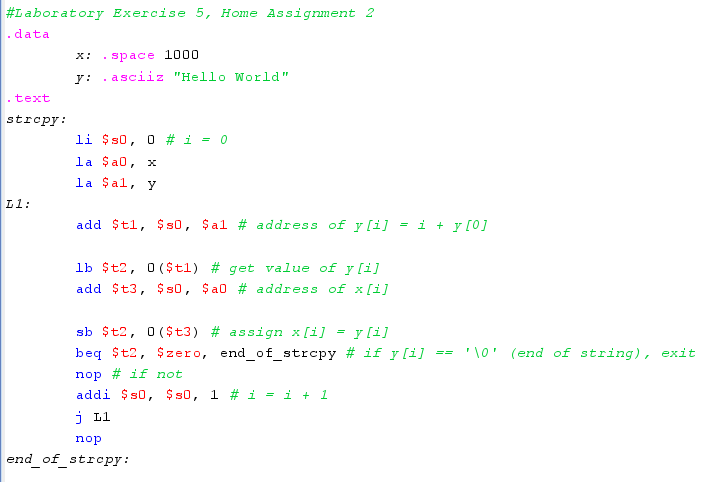 #Laboratory Exercise 5, Home Assignment 2
.data
x: .space 1000
y: .asciiz "Hello World"
.text
strcpy:
li $s0, 0 # i = 0
la $a0, x
la $a1, y
L1:
add $t1, $s0, $a1 # address of y[i] = i + y[0]
lb $t2, 0($t1) # get value of y[i]
add $t3, $s0, $a0 # address of x[i]
sb $t2, 0($t3) # assign x[i] = y[i]
beq $t2, $zero, end_of_strcpy # if y[i] == '\0' (end of string), exit
nop # if not
addi $s0, $s0, 1 # i = i + 1
j L1
nop
end_of_strcpy: